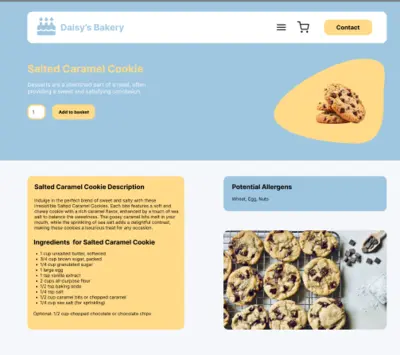 Daisy's Bakery
Contact
Salted Caramel Cookie
Desserts are a cherished part of a meal, often
providing a sweet and satisfying conclusion.
1
Add to basket
Salted Caramel Cookie Description
Indulge in the perfect blend of sweet and salty with these
irresistible Salted Caramel Cookies. Each bite features a soft and
chewy cookie with a rich caramel flavor, enhanced by a touch of sea
salt to balance the sweetness. The gooey caramel bits melt in your
mouth, while the sprinkling of sea salt adds a delightful contrast,
making these cookies a luxurious treat for any occasion.
Ingredients for Salted Caramel Cookie
• 1 cup unsalted butter, softened
• 3/4 cup brown sugar, packed
• 1/4 cup granulated sugar
• 1 large egg
• 1 tsp vanilla extract
• 2 cups all-purpose flour
• 1/2 tsp baking soda
• 1/4 tsp salt
• 1/2 cup caramel bits or chopped caramel
• 1/4 cup sea salt (for sprinkling)
Optional: 1/2 cup chopped chocolate or chocolate chips
Potential Allergens
Wheat, Egg, Nuts